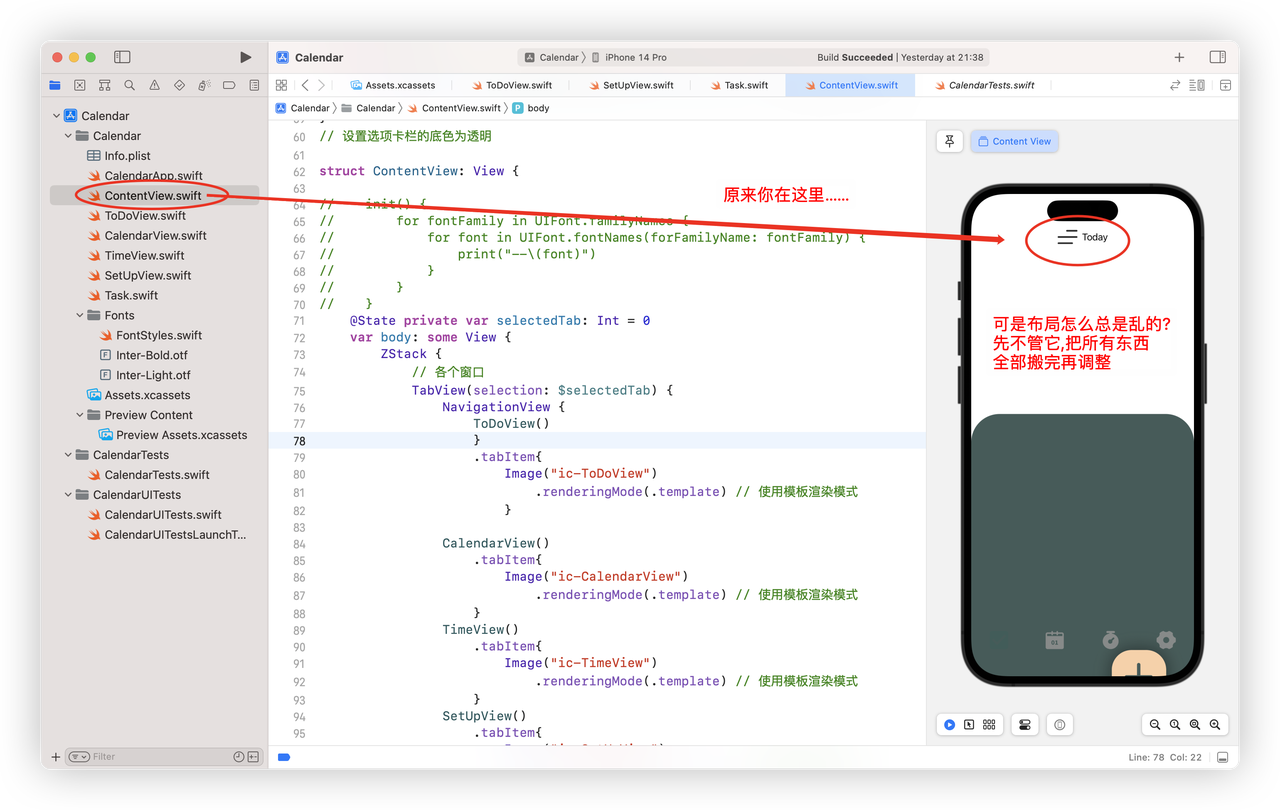 Calendar
Calendar 〉 iPhone 14 Pro
Build Succeeded | Yesterday at 21:38
Assets.xcassets
ToDoView.swift
SetUpView.swift
Task.swift
ContentView.swift
CalendarTests.swift
Calendar 〉 Calendar 〉 ContentView.swift 〉 P body
Calendar
Calendar
Info.plist
CalendarApp.swift
ContentView.swift
ToDoView.swift
CalendarView.swift
TimeView.swift
SetUpView.swift
Task.swift
Fonts
FontStyles.swift
Inter-Bold.otf
Inter-Light.otf
Assets.xcassets
Preview Content
Preview Assets.xcassets
CalendarTests
CalendarTests.swift
CalendarUITests
CalendarUITests.swift
CalendarUITestsLaunchT...
Filter
60 // 设置选项卡栏的底色为透明
61
62 struct ContentView: View {
63
64 //    init() {
65 //        for fontFamily in UIFont.familyNames {
66 //            for font in UIFont.fontNames(forFamilyName: fontFamily) {
67 //                print("--\(font)")
68 //            }
69 //        }
70 //    }
71     @State private var selectedTab: Int = 0
72     var body: some View {
73         ZStack {
74             // 各个窗口
75             TabView(selection: $selectedTab) {
76                 NavigationView {
77                     ToDoView()
78                     }
79                     .tabItem{
80                         Image("ic-ToDoView")
81                             .renderingMode(.template) // 使用模板渲染模式
82                         }
83
84                 CalendarView()
85                     .tabItem{
86                         Image("ic-CalendarView")
87                             .renderingMode(.template) // 使用模板渲染模式
88                     }
89                 TimeView()
90                     .tabItem{
91                         Image("ic-TimeView")
92                             .renderingMode(.template) // 使用模板渲染模式
93                     }
94                 SetUpView()
95                     .tabItem{
原来你在这里......
Content View
Today
可是布局怎么总是乱的?
先不管它,把所有东西
全部搬完再调整
01
Line: 78 Col: 22